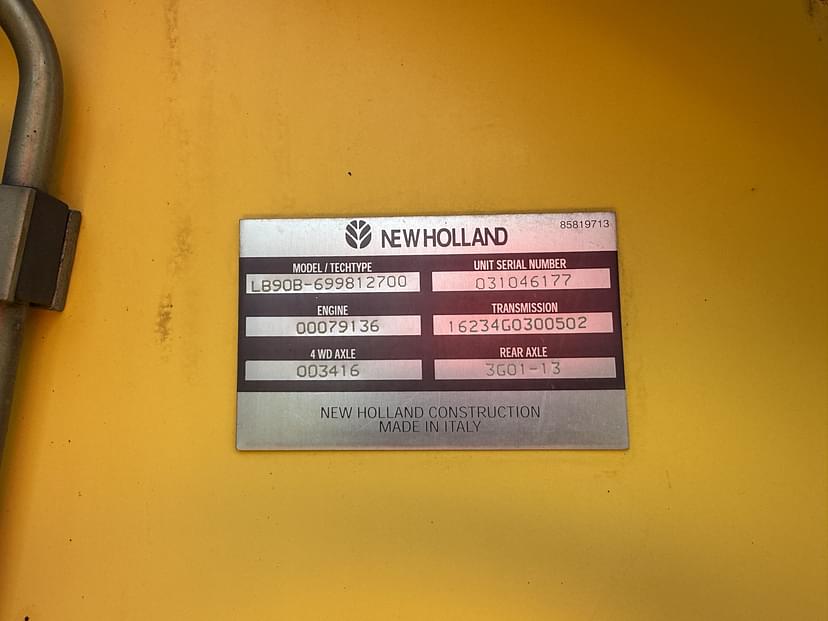 NEW HOLLAND
85819713
MODEL / TECHTYPE
LB90B-699812700
UNIT SERIAL NUMBER
031046177
ENGINE
00079136
TRANSMISSION
16234G0300502
4 WD AXLE
003416
REAR AXLE
3G01-13
NEW HOLLAND CONSTRUCTION
MADE IN ITALY